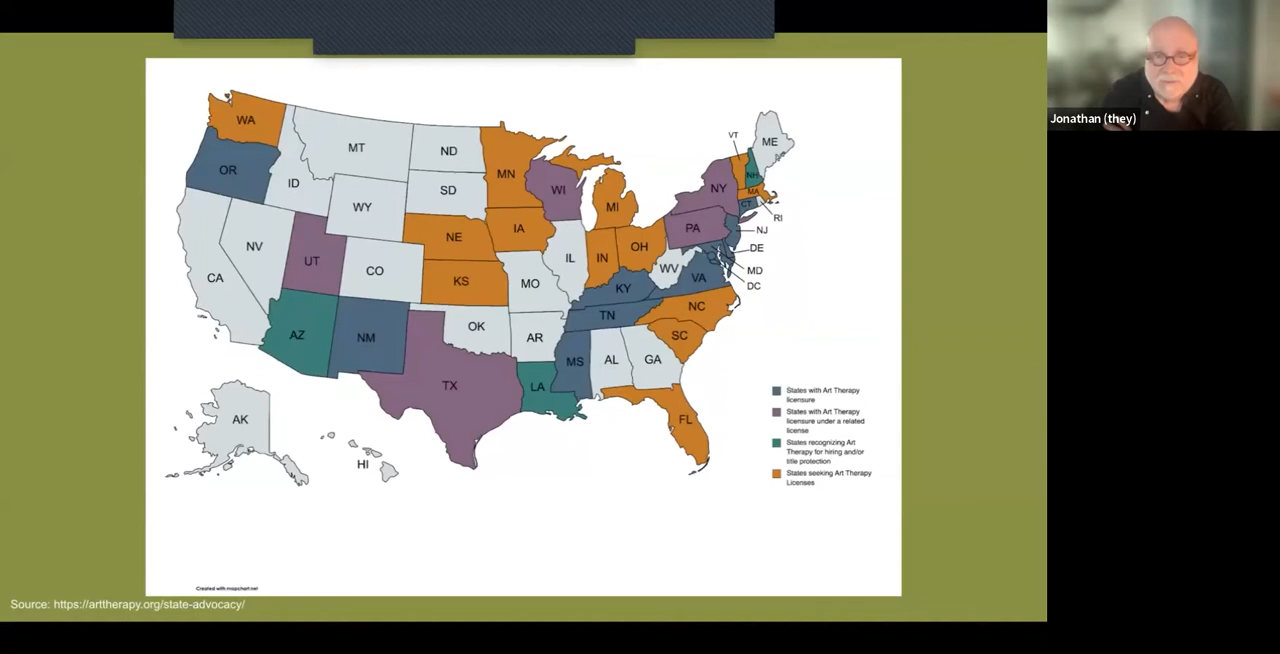 WA
OR
CA
NV
ID
MT
WY
UT
AZ
CO
NM
ND
SD
NE
KS
OK
TX
MN
IA
MO
AR
LA
WI
IL
MI
IN
OH
KY
TN
MS
AL
GA
FL
SC
NC
VA
WV
PA
NY
VT
NH
ME
MA
CT
RI
NJ
DE
MD
DC
AK
HI
States with Art Therapy
licensure
States with Art Therapy
licensure under a related
license
States recognizing Art
Therapy for hiring and/or
title protection
States seeking Art Therapy
Licenses
Created with mapchart.net
Source: https://arttherapy.org/state-advocacy/
Jonathan (they)